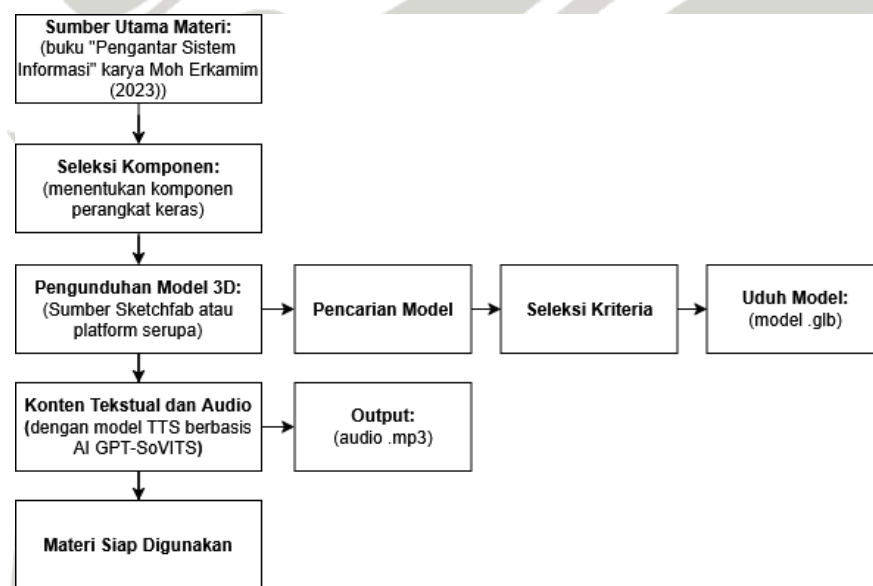 Sumber Utama Materi:
(buku "Pengantar Sistem
Informasi" karya Moh Erkamim
(2023))
Seleksi Komponen:
(menentukan komponen
perangkat keras)
Pengunduhan Model 3D:
(Sumber Sketchfab atau
platform serupa)
Pencarian Model
Seleksi Kriteria
Uduh Model:
(model .glb)
Konten Tekstual dan Audio
(dengan model TTS berbasis
AI GPT-SoVITS)
Output:
(audio .mp3)
Materi Siap Digunakan